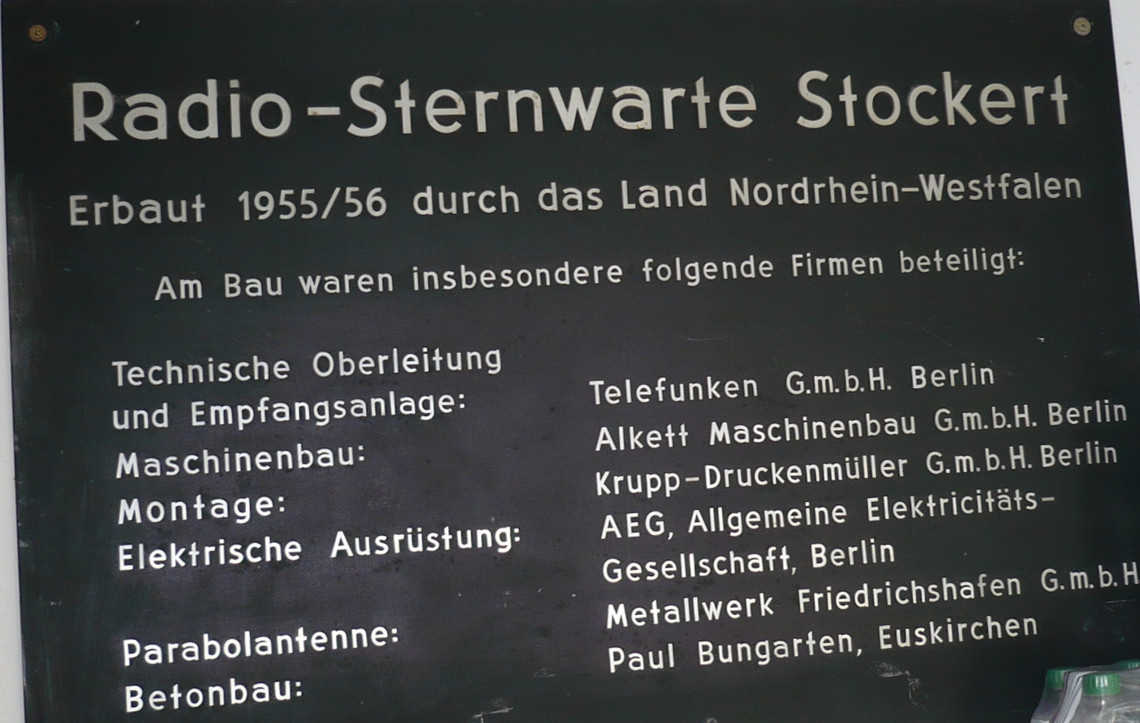 Radio-Sternwarte Stockert
Erbaut 1955/56 durch das Land Nordrhein-Westfalen
Am Bau waren insbesondere folgende Firmen beteiligt:
Technische Oberleitung
und Empfangsanlage: Telefunken G.m.b.H. Berlin
Maschinenbau: Alkett Maschinenbau G.m.b.H. Berlin
Montage: Krupp-Druckenmüller G.m.b.H. Berlin
Elektrische Ausrüstung: AEG, Allgemeine Elektricitäts-
Gesellschaft, Berlin
Parabolantenne: Metallwerk Friedrichshafen G.m.b.H
Betonbau: Paul Bungarten, Euskirchen